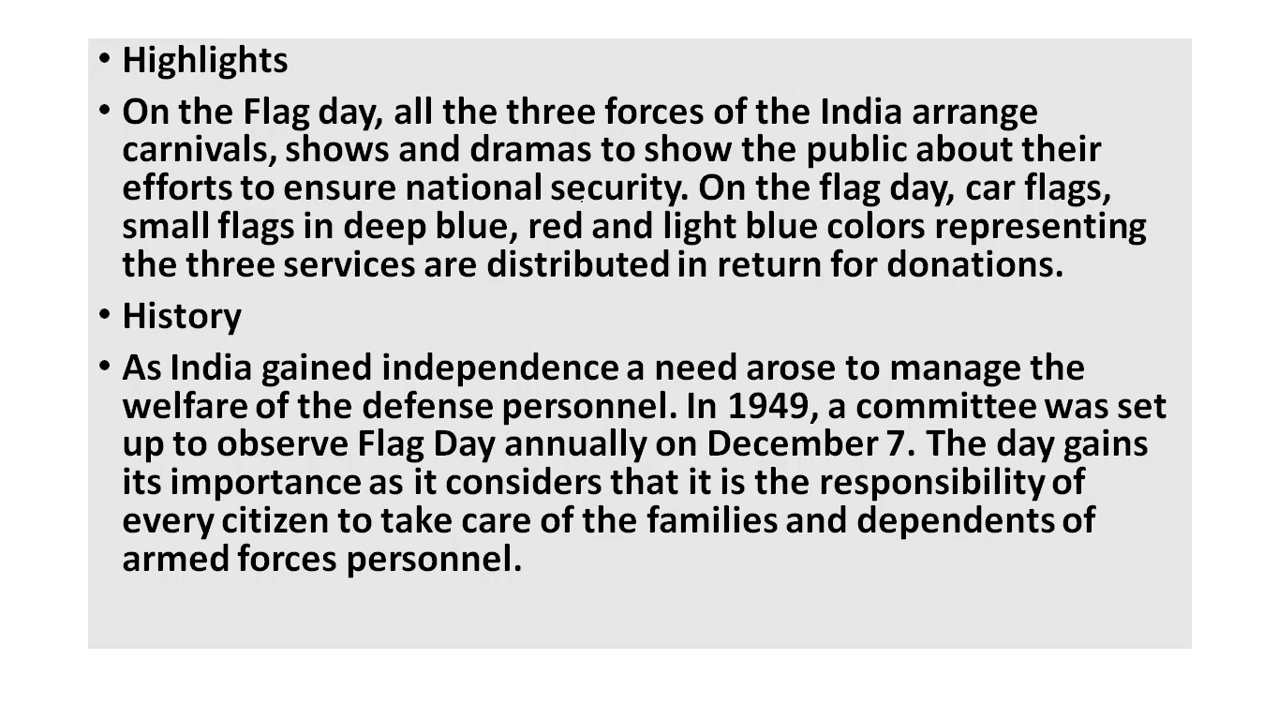 • Highlights
• On the Flag day, all the three forces of the India arrange
carnivals, shows and dramas to show the public about their
efforts to ensure national security. On the flag day, car flags,
small flags in deep blue, red and light blue colors representing
the three services are distributed in return for donations.
• History
• As India gained independence a need arose to manage the
welfare of the defense personnel. In 1949, a committee was set
up to observe Flag Day annually on December 7. The day gains
its importance as it considers that it is the responsibility of
every citizen to take care of the families and dependents of
armed forces personnel.